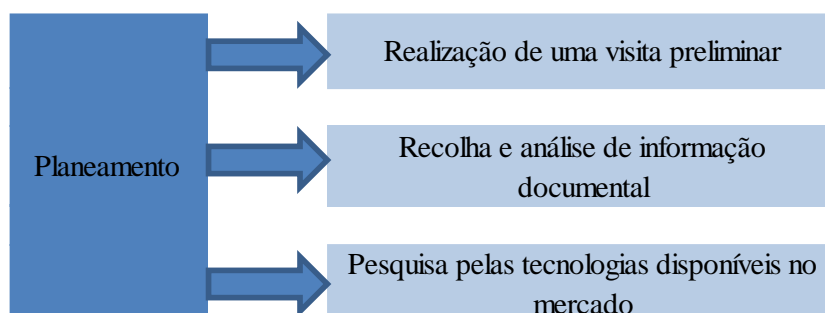 Planeamento
Realização de uma visita preliminar
Recolha e análise de informação
documental
Pesquisa pelas tecnologias disponíveis no
mercado